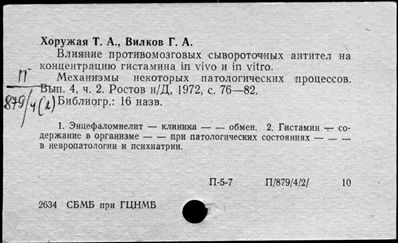 Хоружая Т. А., Вилков Г. А.
Влияние противомозговых сывороточных антител на
концентрацию гистамина in vivo и in vitro.
Механизмы некоторых патологических процессов.
Вып. 4, ч. 2. Ростов н/Д, 1972, с. 76—82.
Библиогр.: 16 назв.
П
879/4(2)
1. Энцефаломиелит — клиника — — обмен. 2. Гистамин — со-
держание в организме — — при патологических состояниях — — —
в невропатологии и психиатрии.
П-5-7 П/879/4/2/ 10
2634 СБМБ при ГЦНМБ